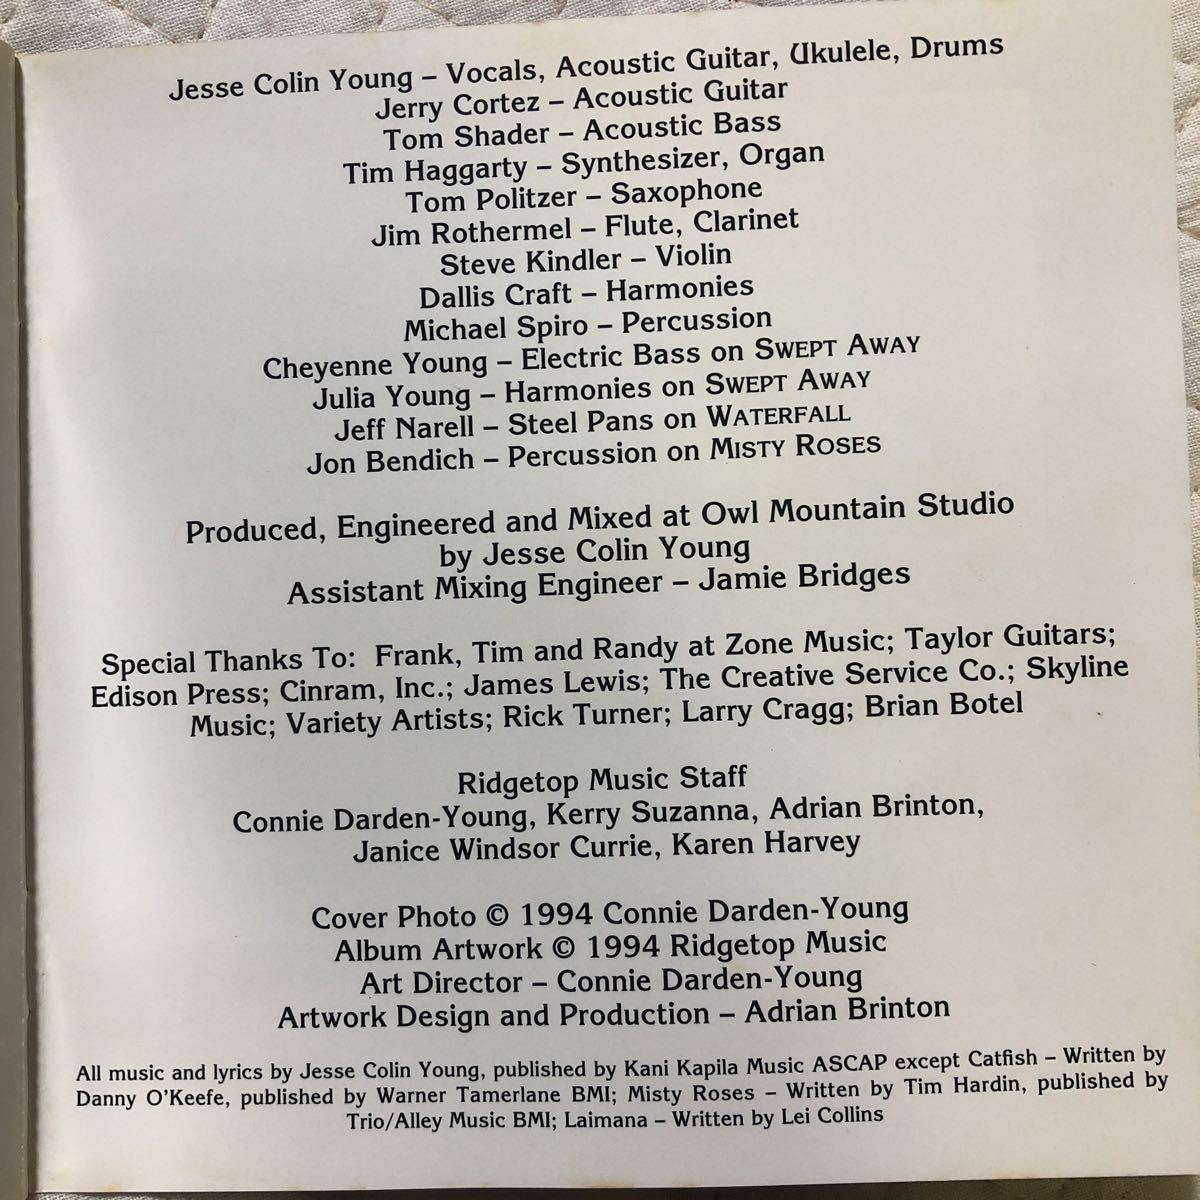 Jesse Colin Young – Vocals, Acoustic Guitar, Ukulele, Drums
Jerry Cortez – Acoustic Guitar
Tom Shader – Acoustic Bass
Tim Haggarty – Synthesizer, Organ
Tom Politzer – Saxophone
Jim Rothermel – Flute, Clarinet
Steve Kindler – Violin
Dallis Craft – Harmonies
Michael Spiro – Percussion
Cheyenne Young – Electric Bass on SWEPT AWAY
Julia Young – Harmonies on SWEPT AWAY
Jeff Narell – Steel Pans on WATERFALL
Jon Bendich – Percussion on MISTY ROSES
Produced, Engineered and Mixed at Owl Mountain Studio
by Jesse Colin Young
Assistant Mixing Engineer – Jamie Bridges
Special Thanks To: Frank, Tim and Randy at Zone Music; Taylor Guitars;
Edison Press; Cinram, Inc.; James Lewis; The Creative Service Co.; Skyline
Music; Variety Artists; Rick Turner; Larry Cragg; Brian Botel
Ridgetop Music Staff
Connie Darden-Young, Kerry Suzanna, Adrian Brinton,
Janice Windsor Currie, Karen Harvey
Cover Photo © 1994 Connie Darden-Young
Album Artwork © 1994 Ridgetop Music
Art Director – Connie Darden-Young
Artwork Design and Production – Adrian Brinton
All music and lyrics by Jesse Colin Young, published by Kani Kapila Music ASCAP except Catfish – Written by
Danny O'Keefe, published by Warner Tamerlane BMI; Misty Roses – Written by Tim Hardin, published by
Trio/Alley Music BMI; Laimana – Written by Lei Collins